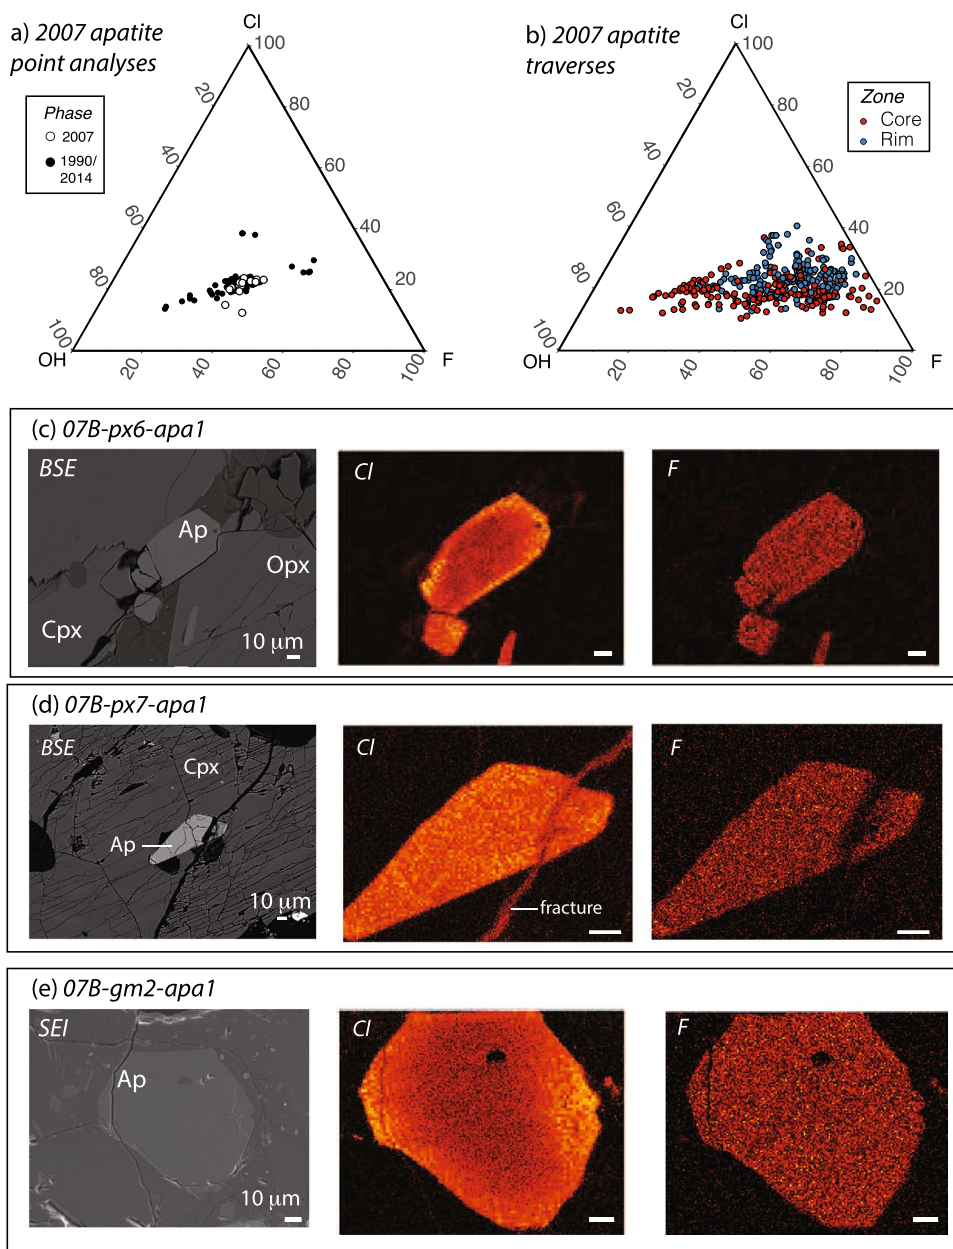 a) 2007 apatite
point analyses
Cl
100
20
80
40
60
60
40
80
20
100
OH
F
20
40
60
80
100
Phase
2007
1990/
2014
b) 2007 apatite
traverses
Cl
100
20
80
40
60
60
40
80
20
100
OH
F
20
40
60
80
100
Zone
Core
Rim
(c) 07B-px6-apa1
BSE
Ap
Opx
Cpx
10 μm
Cl
F
(d) 07B-px7-apa1
BSE
Cpx
Ap
10 μm
Cl
fracture
F
(e) 07B-gm2-apa1
SEI
Ap
10 μm
Cl
F